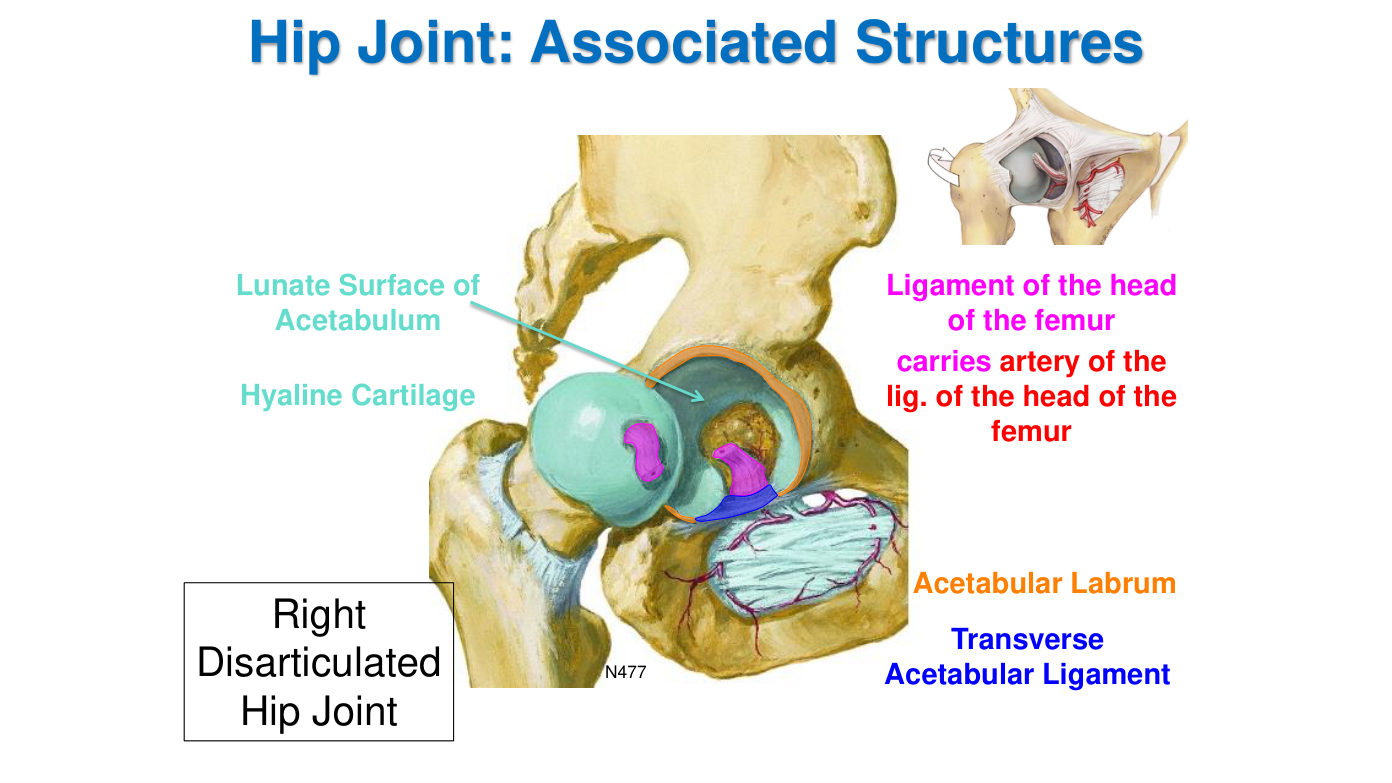 Hip Joint: Associated Structures
Lunate Surface of
Acetabulum
Hyaline Cartilage
Ligament of the head
of the femur
carries artery of the
lig. of the head of the
femur
Acetabular Labrum
Transverse
Acetabular Ligament
Right
Disarticulated
Hip Joint
N477